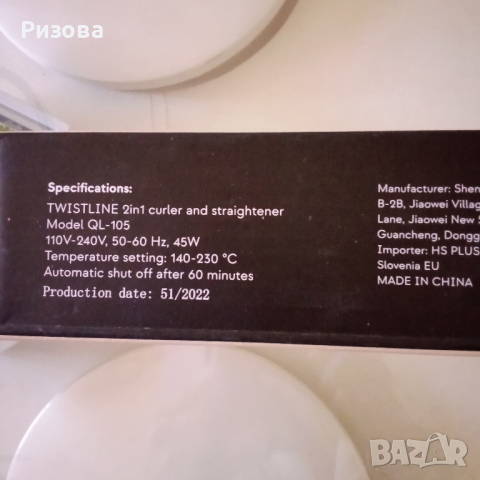 Ризова
Specifications:
TWISTLINE 2in1 curler and straightener
Model QL-105
110V-240V, 50-60 Hz, 45W
Temperature setting: 140-230 °C
Automatic shut off after 60 minutes
Production date: 51/2022
Manufacturer: Shen
B-2B, Jiaowei Villag
Lane, Jiaowei New S
Guancheng, Dongg
Importer: HS PLUS
Slovenia EU
MADE IN CHINA
BAZAR